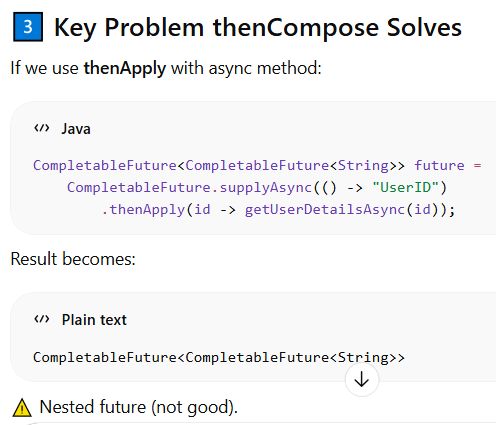 3 Key Problem thenCompose Solves
If we use thenApply with async method:
</> Java
CompletableFuture<CompletableFuture<String>> future =
    CompletableFuture.supplyAsync(() -> "UserID")
        .thenApply(id -> getUserDetailsAsync(id));
Result becomes:
</> Plain text
CompletableFuture<CompletableFuture<String>>
⚠️ Nested future (not good).